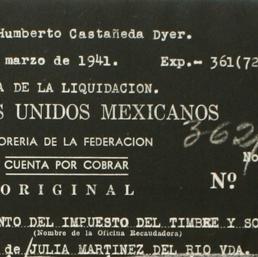 Humberto Castañeda Dyer.
marzo de 1941. Exp.- 361(72
A DE LA LIQUIDACION.
S UNIDOS MEXICANOS
ORERIA DE LA FEDERACION
362/
CUENTA POR COBRAR
No
ORIGINAL
Nº
NTO DEL IMPUESTO DEL TIMBRE Y SO
(Nombre de la Oficina Recaudadora)
de JULIA MARTINEZ DEL RIO VDA.